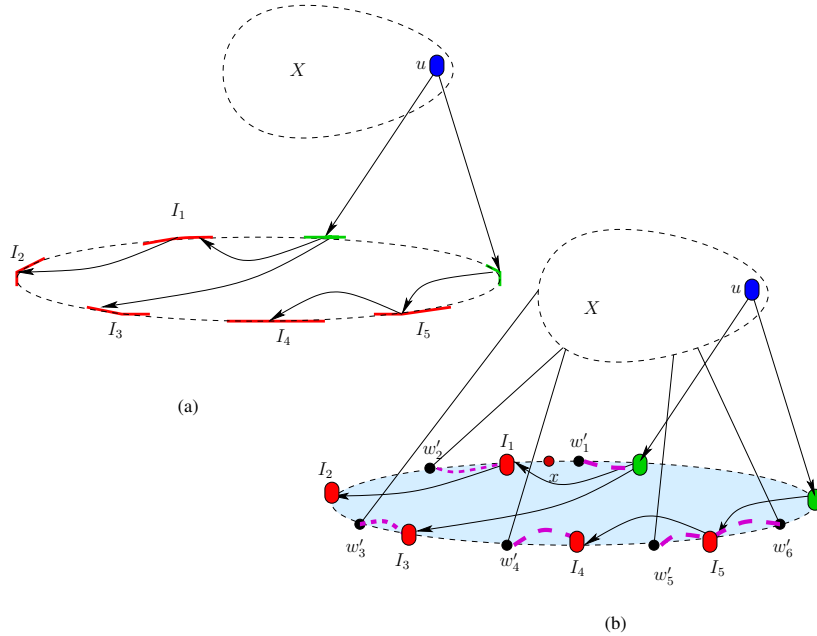 X
u
I₁
I₂
I₃
I₄
I₅
(a)
X
u
w′₂
I₁
w′₁
I₂
x
w′₃
I₃
w′₄
I₄
w′₅
I₅
w′₆
(b)